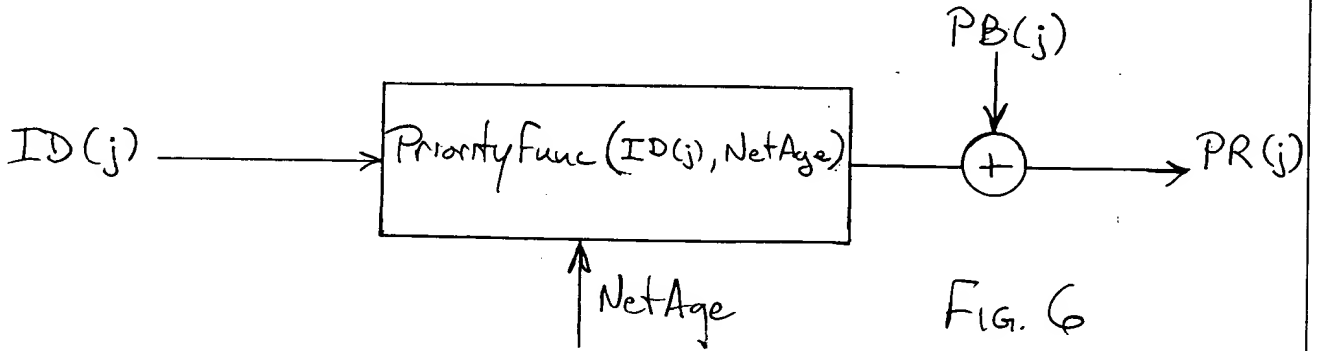 PB(j)
ID(j)
PriorityFunc(ID(j), NetAge)
+
PR(j)
NetAge
FIG. 6